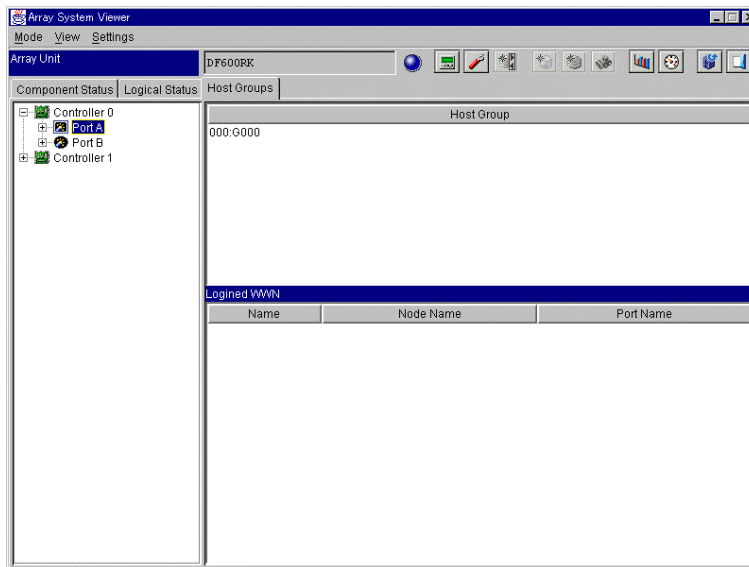 Array System Viewer
Mode View Settings
Array Unit
DF600RK
Component Status Logical Status Host Groups
Controller 0
Port A
Port B
Controller 1
Host Group
000:G000
Logined WWN
Name Node Name Port Name